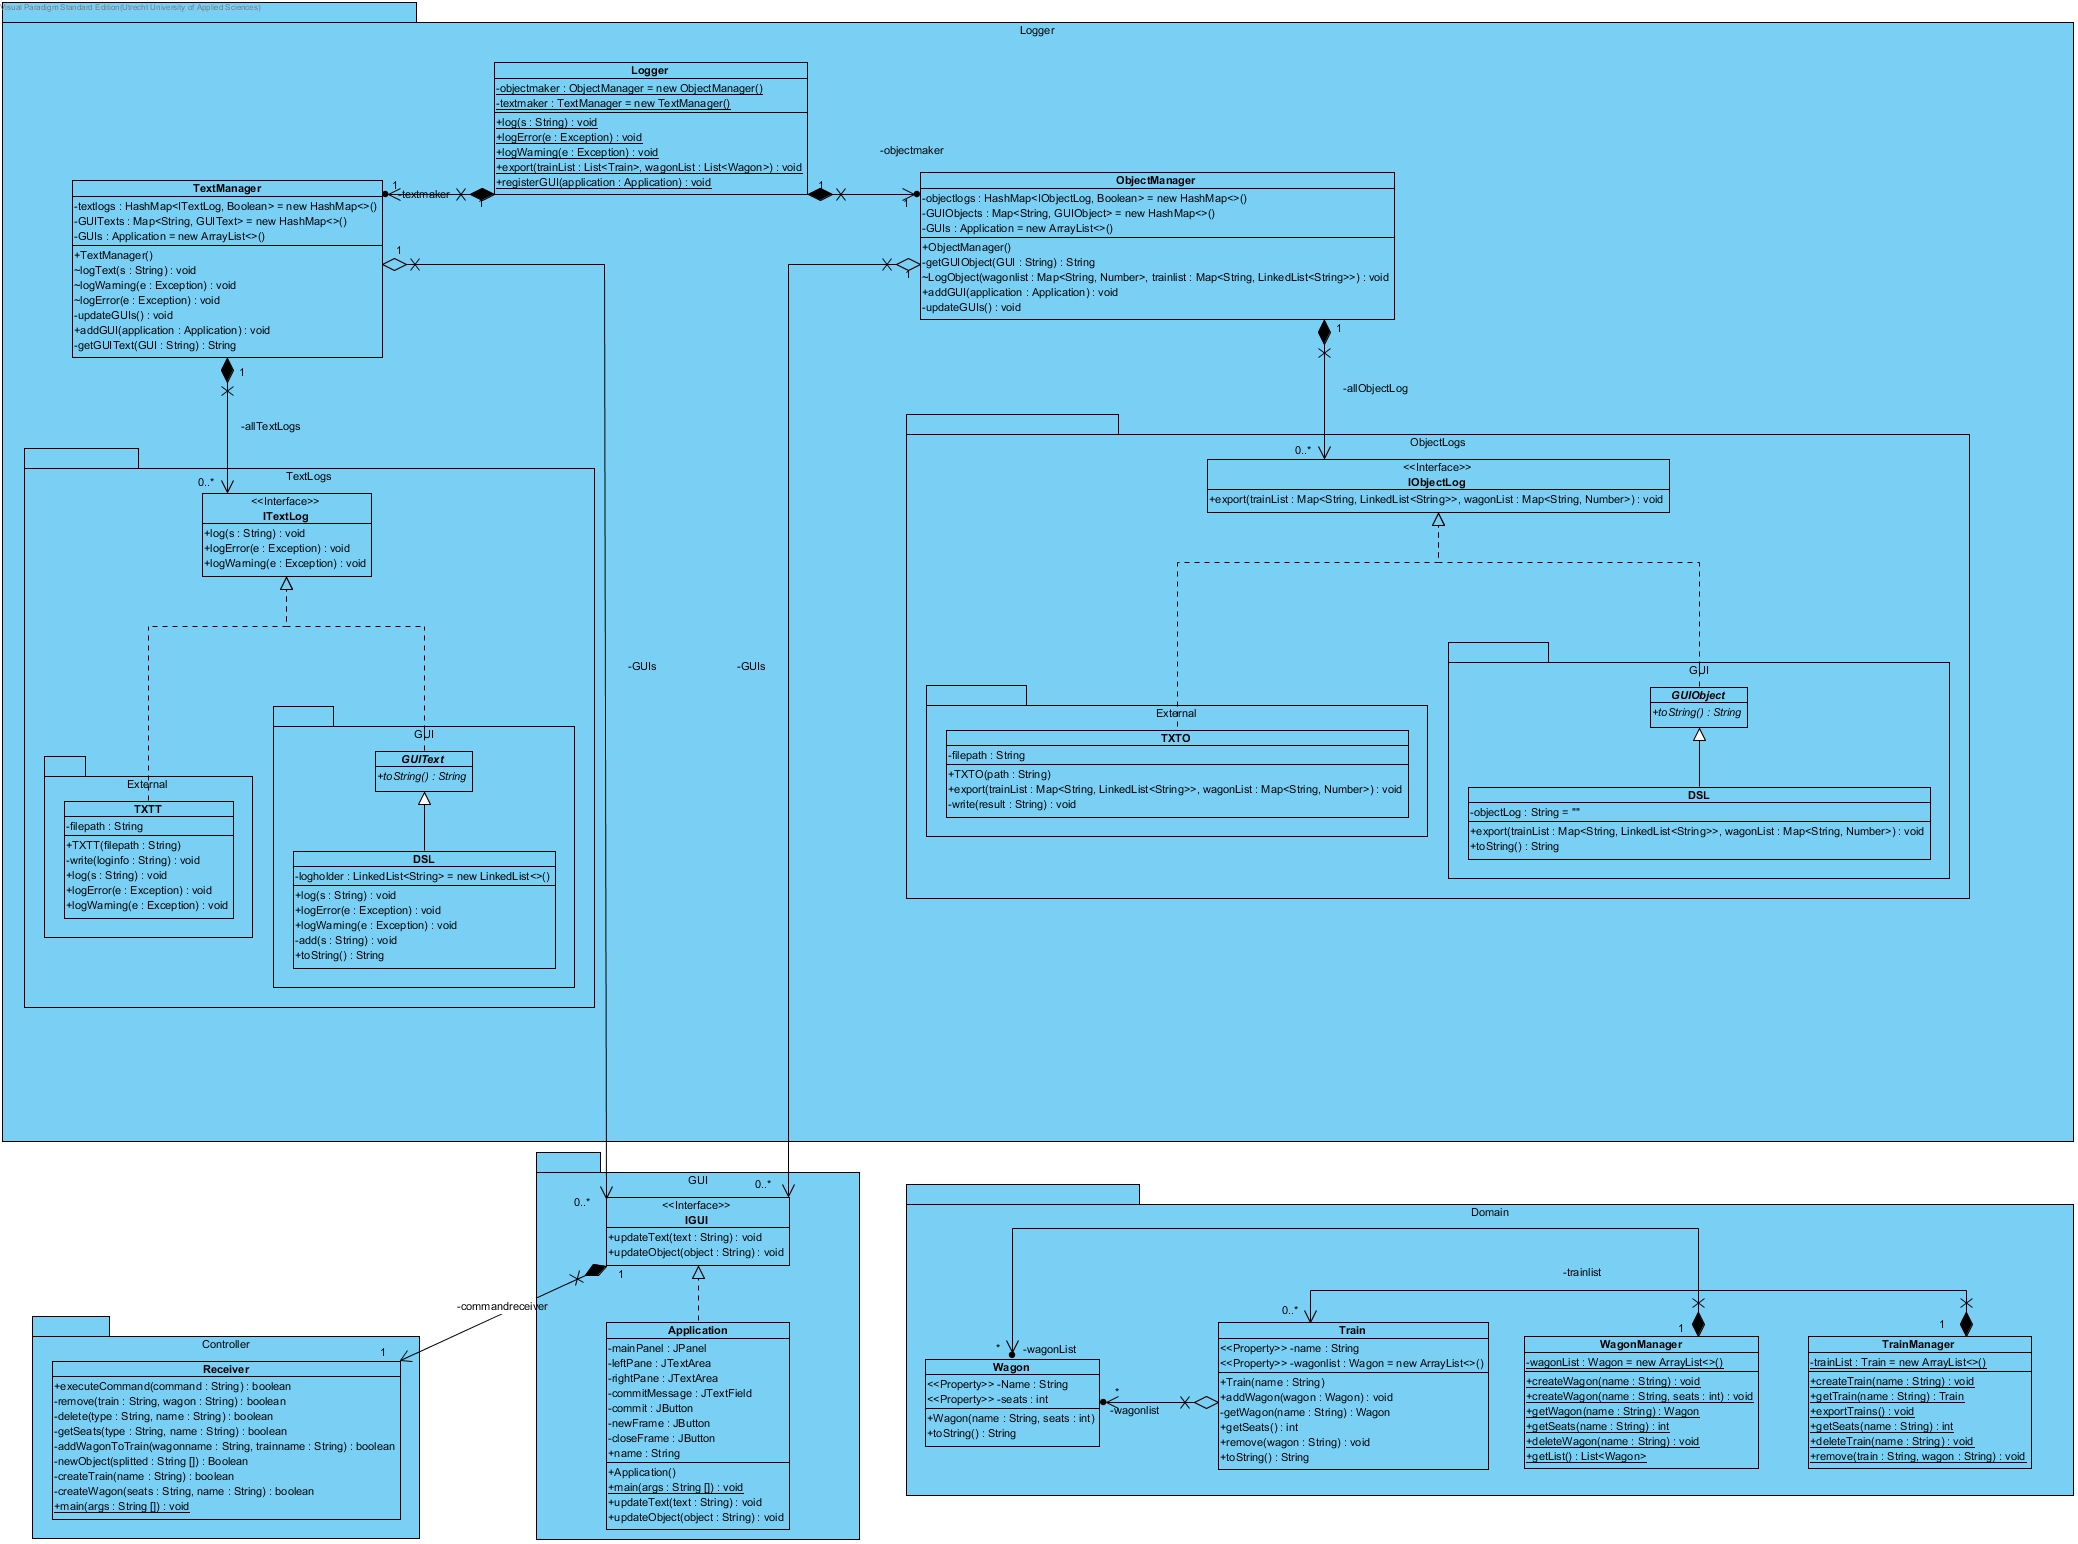 Visual Paradigm Standard Edition(Utrecht University of Applied Sciences)
Logger
Logger
-objectmaker : ObjectManager = new ObjectManager()
-textmaker : TextManager = new TextManager()
+log(s : String) : void
+logError(e : Exception) : void
+logWarning(e : Exception) : void
+export(trainList : List<Train>, wagonList : List<Wagon>) : void
+registerGUI(application : Application) : void
1
-textmaker
1
1
-objectmaker
1
TextManager
-textlogs : HashMap<ITextLog, Boolean> = new HashMap<>()
-GUITexts : Map<String, GUIText> = new HashMap<>()
-GUIs : Application = new ArrayList<>()
+TextManager()
~logText(s : String) : void
~logWarning(e : Exception) : void
~logError(e : Exception) : void
-updateGUIs() : void
+addGUI(application : Application) : void
-getGUIText(GUI : String) : String
1
1
-allTextLogs
0..*
ObjectManager
-objectlogs : HashMap<IObjectLog, Boolean> = new HashMap<>()
-GUIObjects : Map<String, GUIObject> = new HashMap<>()
-GUIs : Application = new ArrayList<>()
+ObjectManager()
-getGUIObject(GUI : String) : String
~LogObject(wagonlist : Map<String, Number>, trainlist : Map<String, LinkedList<String>>) : void
+addGUI(application : Application) : void
-updateGUIs() : void
1
1
-allObjectLog
0..*
TextLogs
<<Interface>>
ITextLog
+log(s : String) : void
+logError(e : Exception) : void
+logWarning(e : Exception) : void
External
TXTT
-filepath : String
+TXTT(filepath : String)
-write(loginfo : String) : void
+log(s : String) : void
+logError(e : Exception) : void
+logWarning(e : Exception) : void
GUI
GUIText
+toString() : String
DSL
-logholder : LinkedList<String> = new LinkedList<>()
+log(s : String) : void
+logError(e : Exception) : void
+logWarning(e : Exception) : void
-add(s : String) : void
+toString() : String
-GUIs
-GUIs
ObjectLogs
<<Interface>>
IObjectLog
+export(trainList : Map<String, LinkedList<String>>, wagonList : Map<String, Number>) : void
External
TXTO
-filepath : String
+TXTO(path : String)
+export(trainList : Map<String, LinkedList<String>>, wagonList : Map<String, Number>) : void
-write(result : String) : void
GUI
GUIObject
+toString() : String
DSL
-objectLog : String = ""
+export(trainList : Map<String, LinkedList<String>>, wagonList : Map<String, Number>) : void
+toString() : String
GUI
0..*
0..*
<<Interface>>
IGUI
+updateText(text : String) : void
+updateObject(object : String) : void
1
-commandreceiver
1
Application
-mainPanel : JPanel
-leftPane : JTextArea
-rightPane : JTextArea
-commitMessage : JTextField
-commit : JButton
-newFrame : JButton
-closeFrame : JButton
+name : String
+Application()
+main(args : String []) : void
+updateText(text : String) : void
+updateObject(object : String) : void
Controller
Receiver
+executeCommand(command : String) : boolean
-remove(train : String, wagon : String) : boolean
-delete(type : String, name : String) : boolean
-getSeats(type : String, name : String) : boolean
-addWagonToTrain(wagonname : String, trainname : String) : boolean
-newObject(splitted : String []) : Boolean
-createTrain(name : String) : boolean
-createWagon(seats : String, name : String) : boolean
+main(args : String []) : void
Domain
-trainlist
0..*
1
1
*
-wagonList
Wagon
<<Property>> -Name : String
<<Property>> -seats : int
+Wagon(name : String, seats : int)
+toString() : String
*
-wagonlist
Train
<<Property>> -name : String
<<Property>> -wagonlist : Wagon = new ArrayList<>()
+Train(name : String)
+addWagon(wagon : Wagon) : void
-getWagon(name : String) : Wagon
+getSeats() : int
+remove(wagon : String) : void
+toString() : String
WagonManager
-wagonList : Wagon = new ArrayList<>()
+createWagon(name : String) : void
+createWagon(name : String, seats : int) : void
+getWagon(name : String) : Wagon
+getSeats(name : String) : int
+deleteWagon(name : String) : void
+getList() : List<Wagon>
TrainManager
-trainList : Train = new ArrayList<>()
+createTrain(name : String) : void
+getTrain(name : String) : Train
+exportTrains() : void
+getSeats(name : String) : int
+deleteTrain(name : String) : void
+remove(train : String, wagon : String) : void